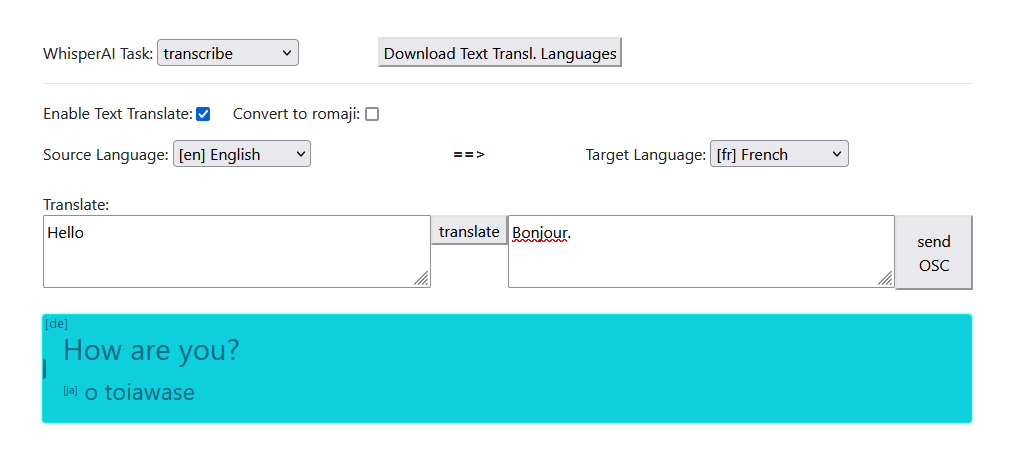 WhisperAI Task: transcribe Download Text Transl. Languages
Enable Text Translate: Convert to romaji:
Source Language: [en] English ==> Target Language: [fr] French
Translate:
Hello translate Bonjour. send
OSC
[de]
How are you?
[ja] o toiawase